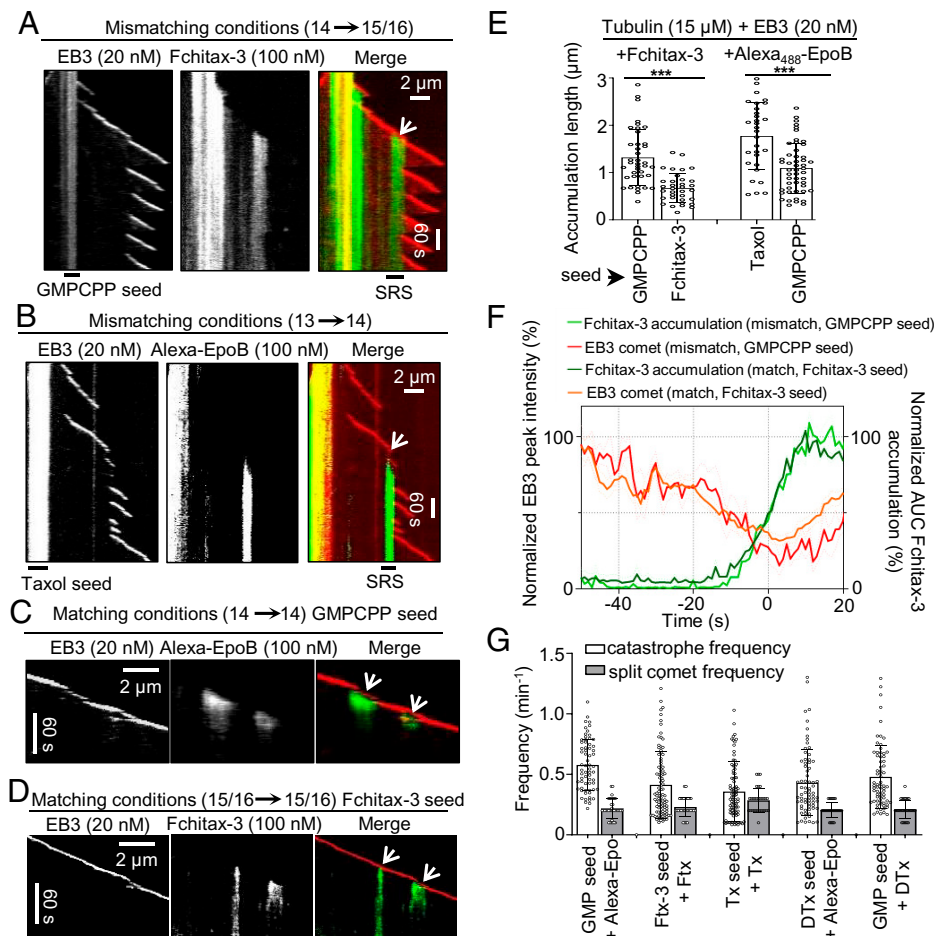 A
Mismatching conditions (14 → 15/16)
EB3 (20 nM) Fchitax-3 (100 nM) Merge
2 µm
60 s
GMPCPP seed
SRS
B
Mismatching conditions (13 → 14)
EB3 (20 nM) Alexa-EpoB (100 nM) Merge
2 µm
60 s
Taxol seed
SRS
C
Matching conditions (14 → 14) GMPCPP seed
EB3 (20 nM) Alexa-EpoB (100 nM) Merge
2 µm
60 s
D
Matching conditions (15/16 → 15/16) Fchitax-3 seed
EB3 (20 nM) Fchitax-3 (100 nM) Merge
2 µm
60 s
E
Tubulin (15 µM) + EB3 (20 nM)
+Fchitax-3 +Alexa488-EpoB
*** ***
Accumulation length (µm)
3
2
1
0
seed
GMPCPP
Fchitax-3
Taxol
GMPCPP
F
Fchitax-3 accumulation (mismatch, GMPCPP seed)
EB3 comet (mismatch, GMPCPP seed)
Fchitax-3 accumulation (match, Fchitax-3 seed)
EB3 comet (match, Fchitax-3 seed)
Normalized EB3 peak intensity (%)
100
0
100
0
Normalized AUC Fchitax-3
accumulation (%)
-40 -20 0 20
Time (s)
G
catastrophe frequency
split comet frequency
Frequency (min⁻¹)
1.5
1.0
0.5
0
GMP seed
+ Alexa-Epo
Ftx-3 seed
+ Ftx
Tx seed
+ Tx
DTx seed
+ Alexa-Epo
GMP seed
+ DTx